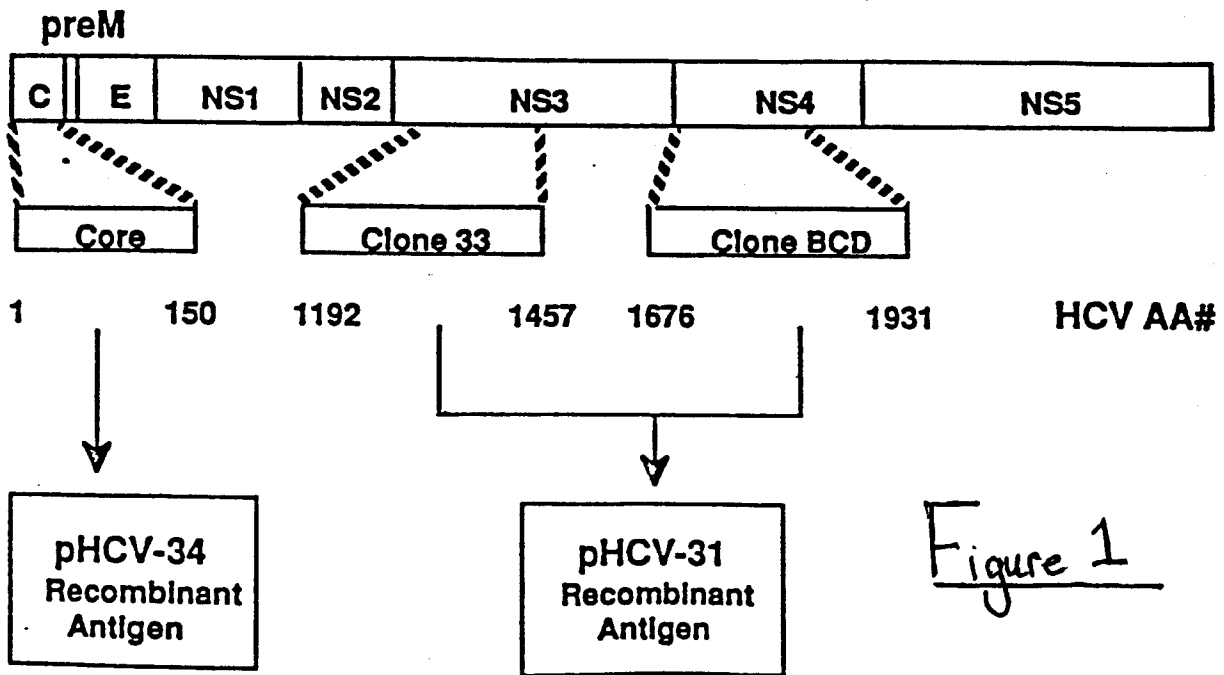 preM
C E NS1 NS2 NS3 NS4 NS5
Core Clone 33 Clone BCD
1 150 1192 1457 1676 1931 HCV AA#
pHCV-34
Recombinant
Antigen
pHCV-31
Recombinant
Antigen
Figure 1